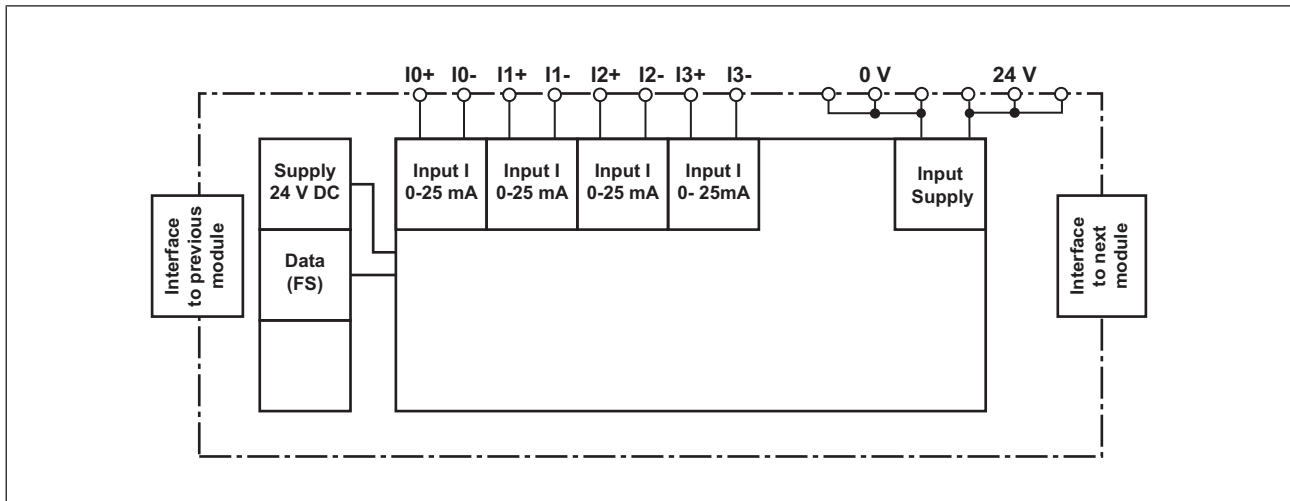 I0+ I0- I1+ I1- I2+ I2- I3+ I3- 0 V 24 V
Supply
24 V DC
Input I
0-25 mA
Input I
0-25 mA
Input I
0-25 mA
Input I
0- 25mA
Input
Supply
Interface
to previous
module
Data
(FS)
Interface
to next
module